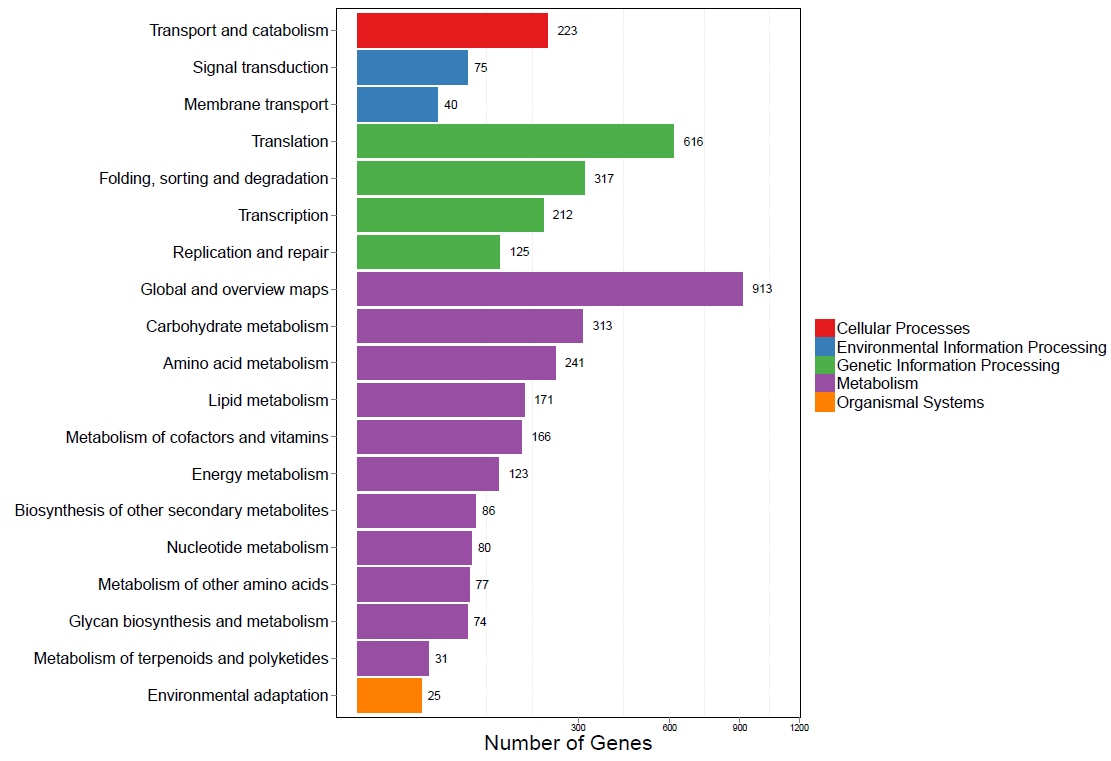 Transport and catabolism 223
Signal transduction 75
Membrane transport 40
Translation 616
Folding, sorting and degradation 317
Transcription 212
Replication and repair 125
Global and overview maps 913
Carbohydrate metabolism 313
Amino acid metabolism 241
Lipid metabolism 171
Metabolism of cofactors and vitamins 166
Energy metabolism 123
Biosynthesis of other secondary metabolites 86
Nucleotide metabolism 80
Metabolism of other amino acids 77
Glycan biosynthesis and metabolism 74
Metabolism of terpenoids and polyketides 31
Environmental adaptation 25
300 600 900 1200
Number of Genes
Cellular Processes
Environmental Information Processing
Genetic Information Processing
Metabolism
Organismal Systems